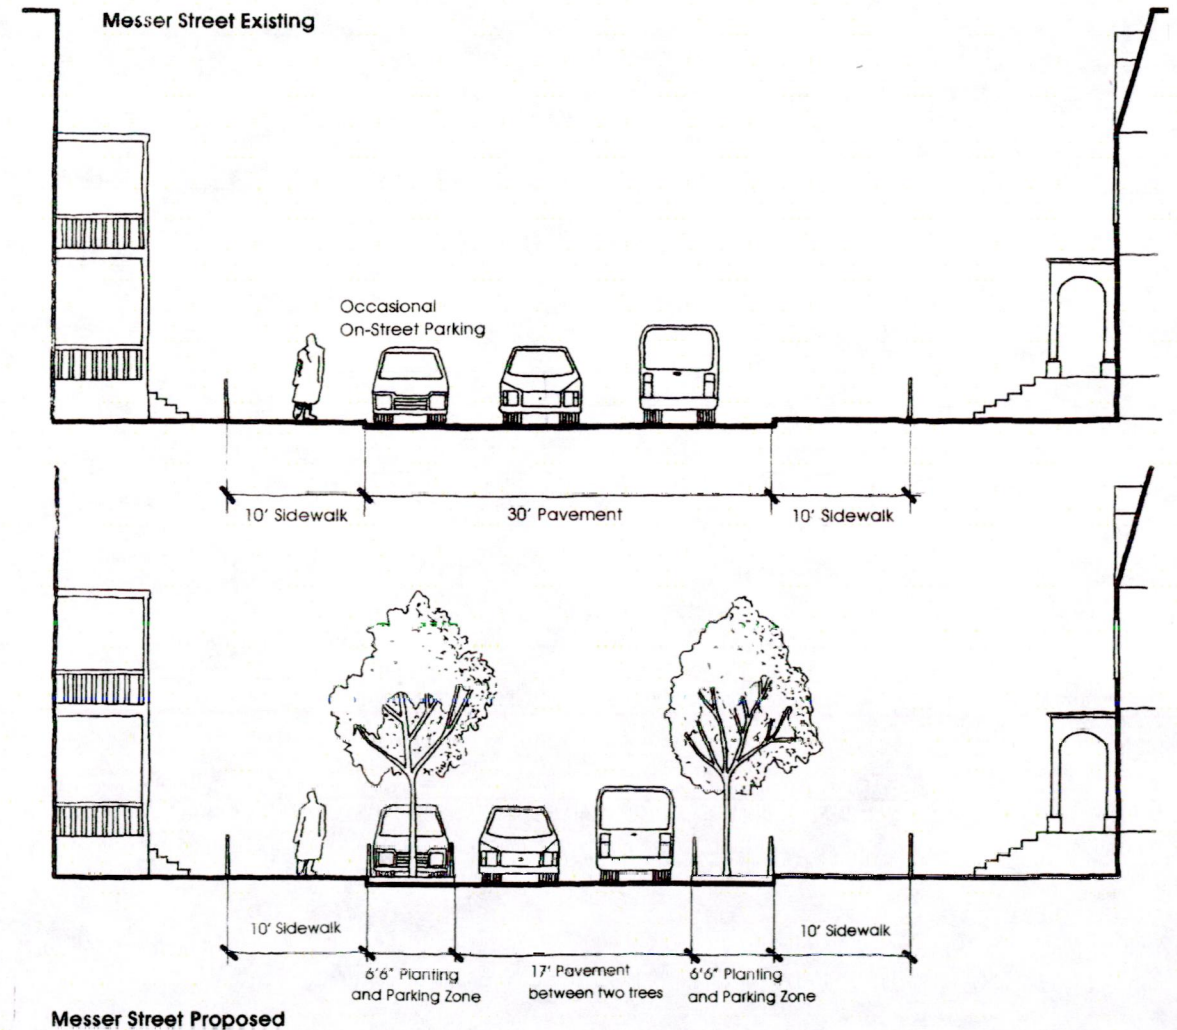 Messer Street Existing
Occasional
On-Street Parking
10' Sidewalk
30' Pavement
10' Sidewalk
10' Sidewalk
10' Sidewalk
6'6" Planting
and Parking Zone
17' Pavement
between two trees
6'6" Planting
and Parking Zone
Messer Street Proposed